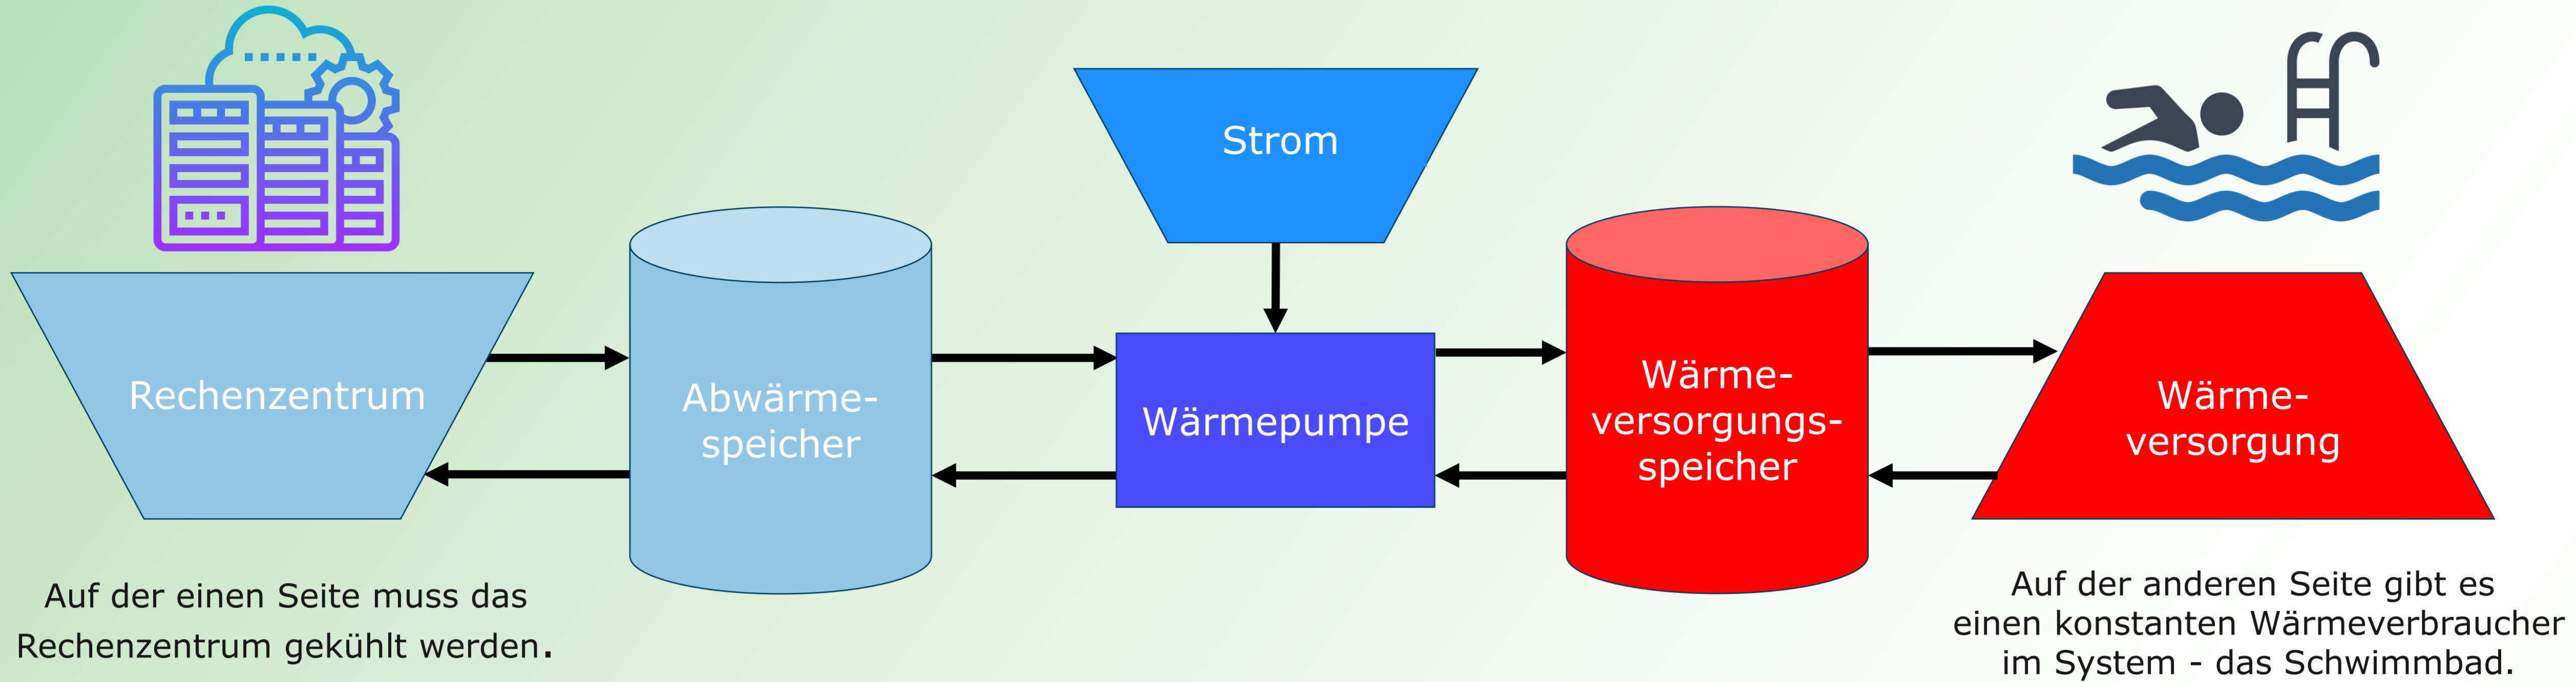 Strom
Rechenzentrum
Abwärme-
speicher
Wärmepumpe
Wärme-
versorgungs-
speicher
Wärme-
versorgung
Auf der einen Seite muss das
Rechenzentrum gekühlt werden.
Auf der anderen Seite gibt es
einen konstanten Wärmeverbraucher
im System - das Schwimmbad.